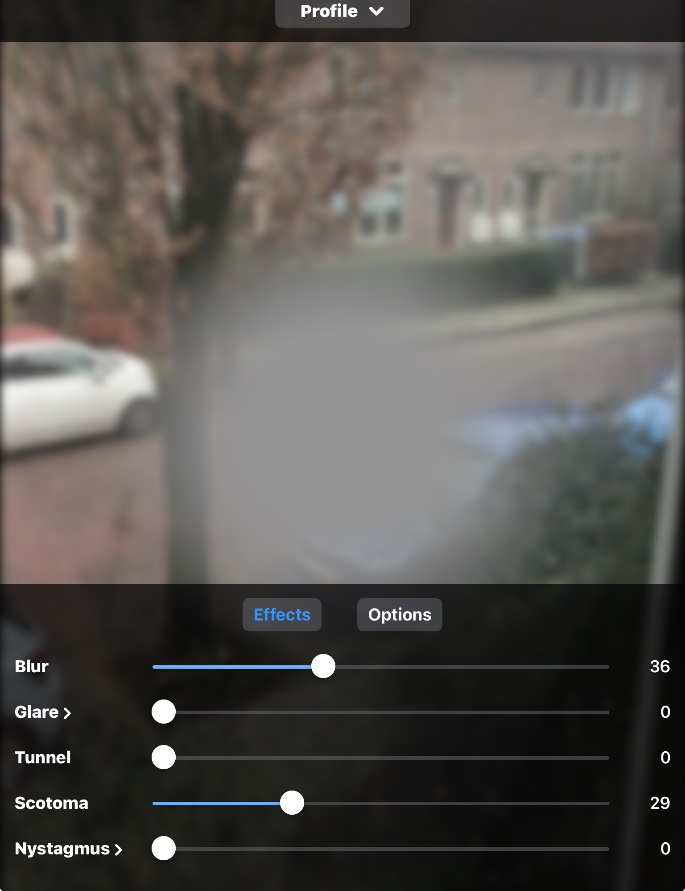 Profile
Effects Options
Blur 36
Glare 0
Tunnel 0
Scotoma 29
Nystagmus 0